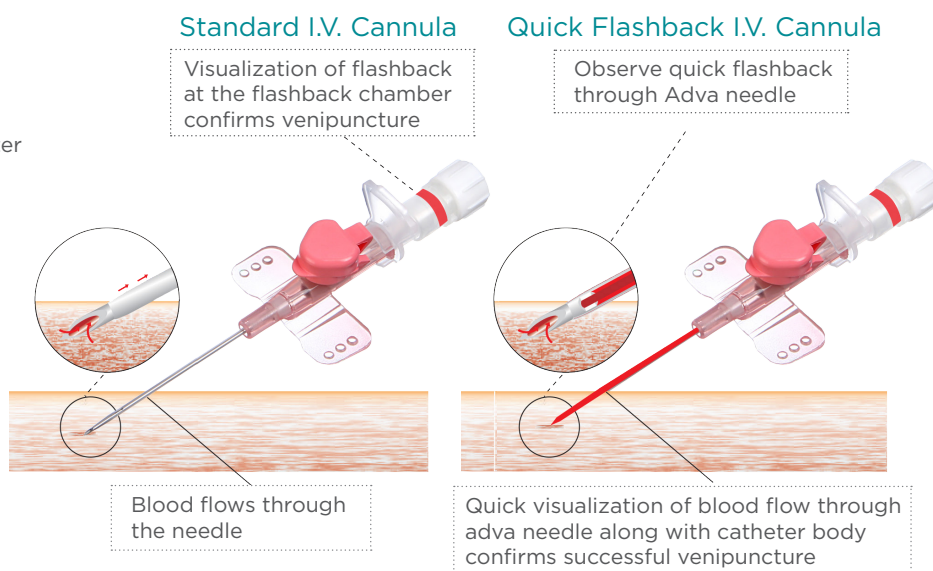 Standard I.V. Cannula
Visualization of flashback
at the flashback chamber
confirms venipuncture
Blood flows through
the needle
Quick Flashback I.V. Cannula
Observe quick flashback
through Adva needle
Quick visualization of blood flow through
adva needle along with catheter body
confirms successful venipuncture